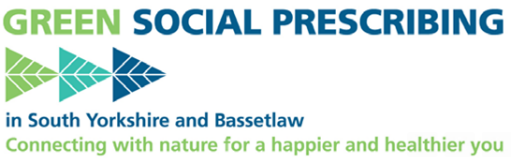 GREEN SOCIAL PRESCRIBING
in South Yorkshire and Bassetlaw
Connecting with nature for a happier and healthier you